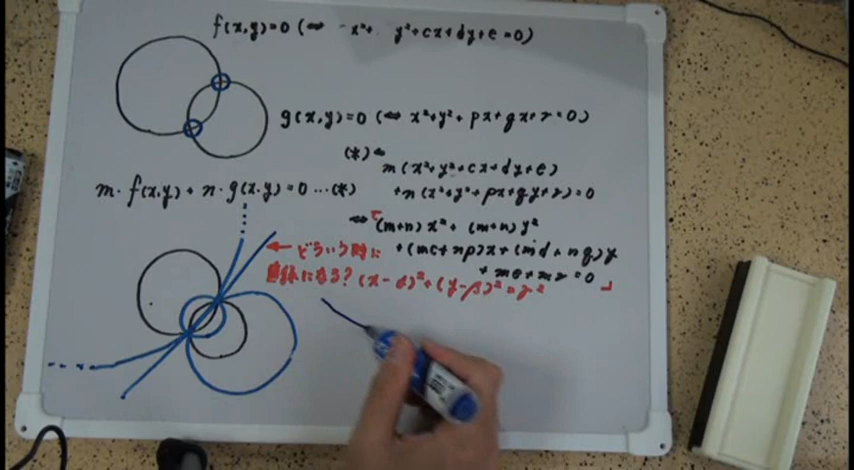 f(x,y)=0 (⇔ x²+ y²+cx+dy+e=0)
g(x,y)=0 (⇔ x²+y²+px+qx+r=0)
(*)⇔
m(x²+y²+cx+dy+e)
+n(x²+y²+px+qy+r)=0
m・f(x,y)+n・g(x,y)=0 …(*)
⇔「(m+n)x²+(m+n)y²
+(mc+np)x+(md+nq)y
+me+mr=0」
← どういう時に
直線になる?
(x-α)²+(y-β)²=r²